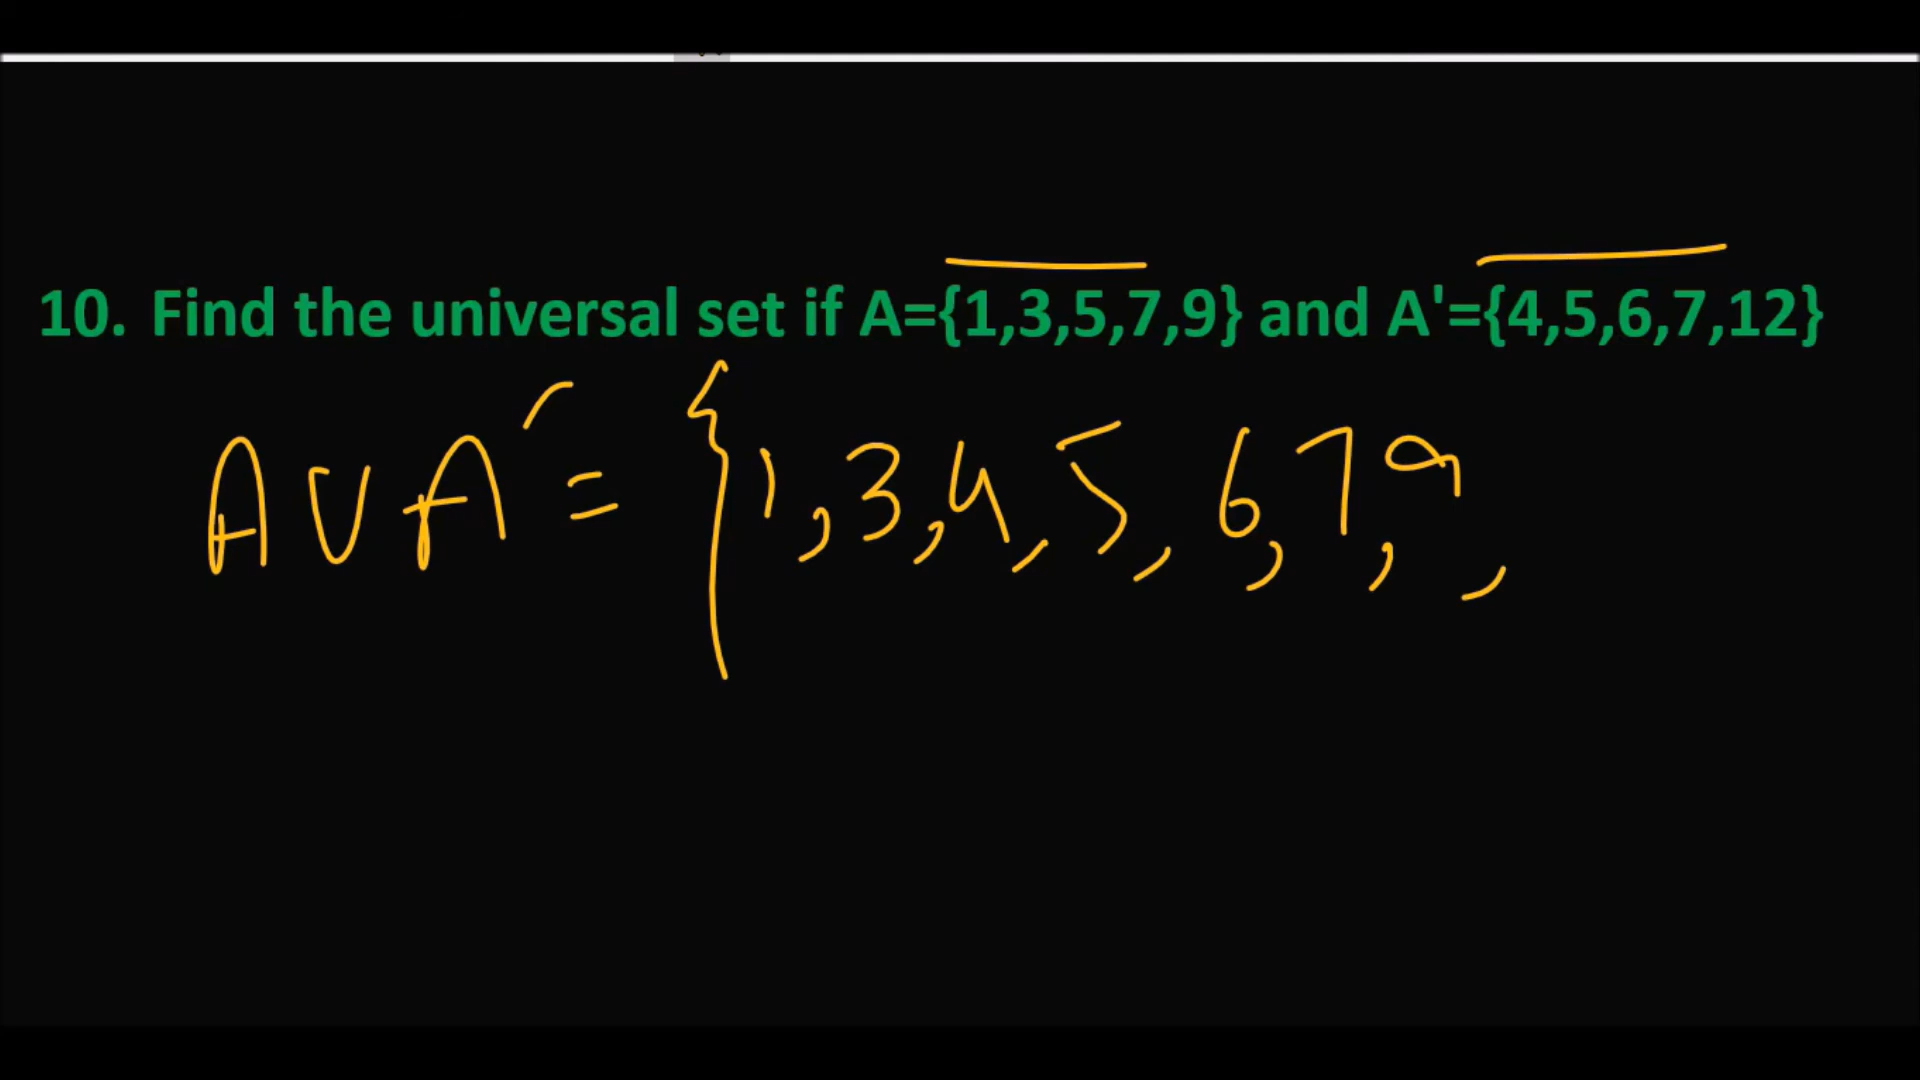 10. Find the universal set if A={1,3,5,7,9} and A'={4,5,6,7,12}
A∪A′={1,3,4,5,6,7,9,